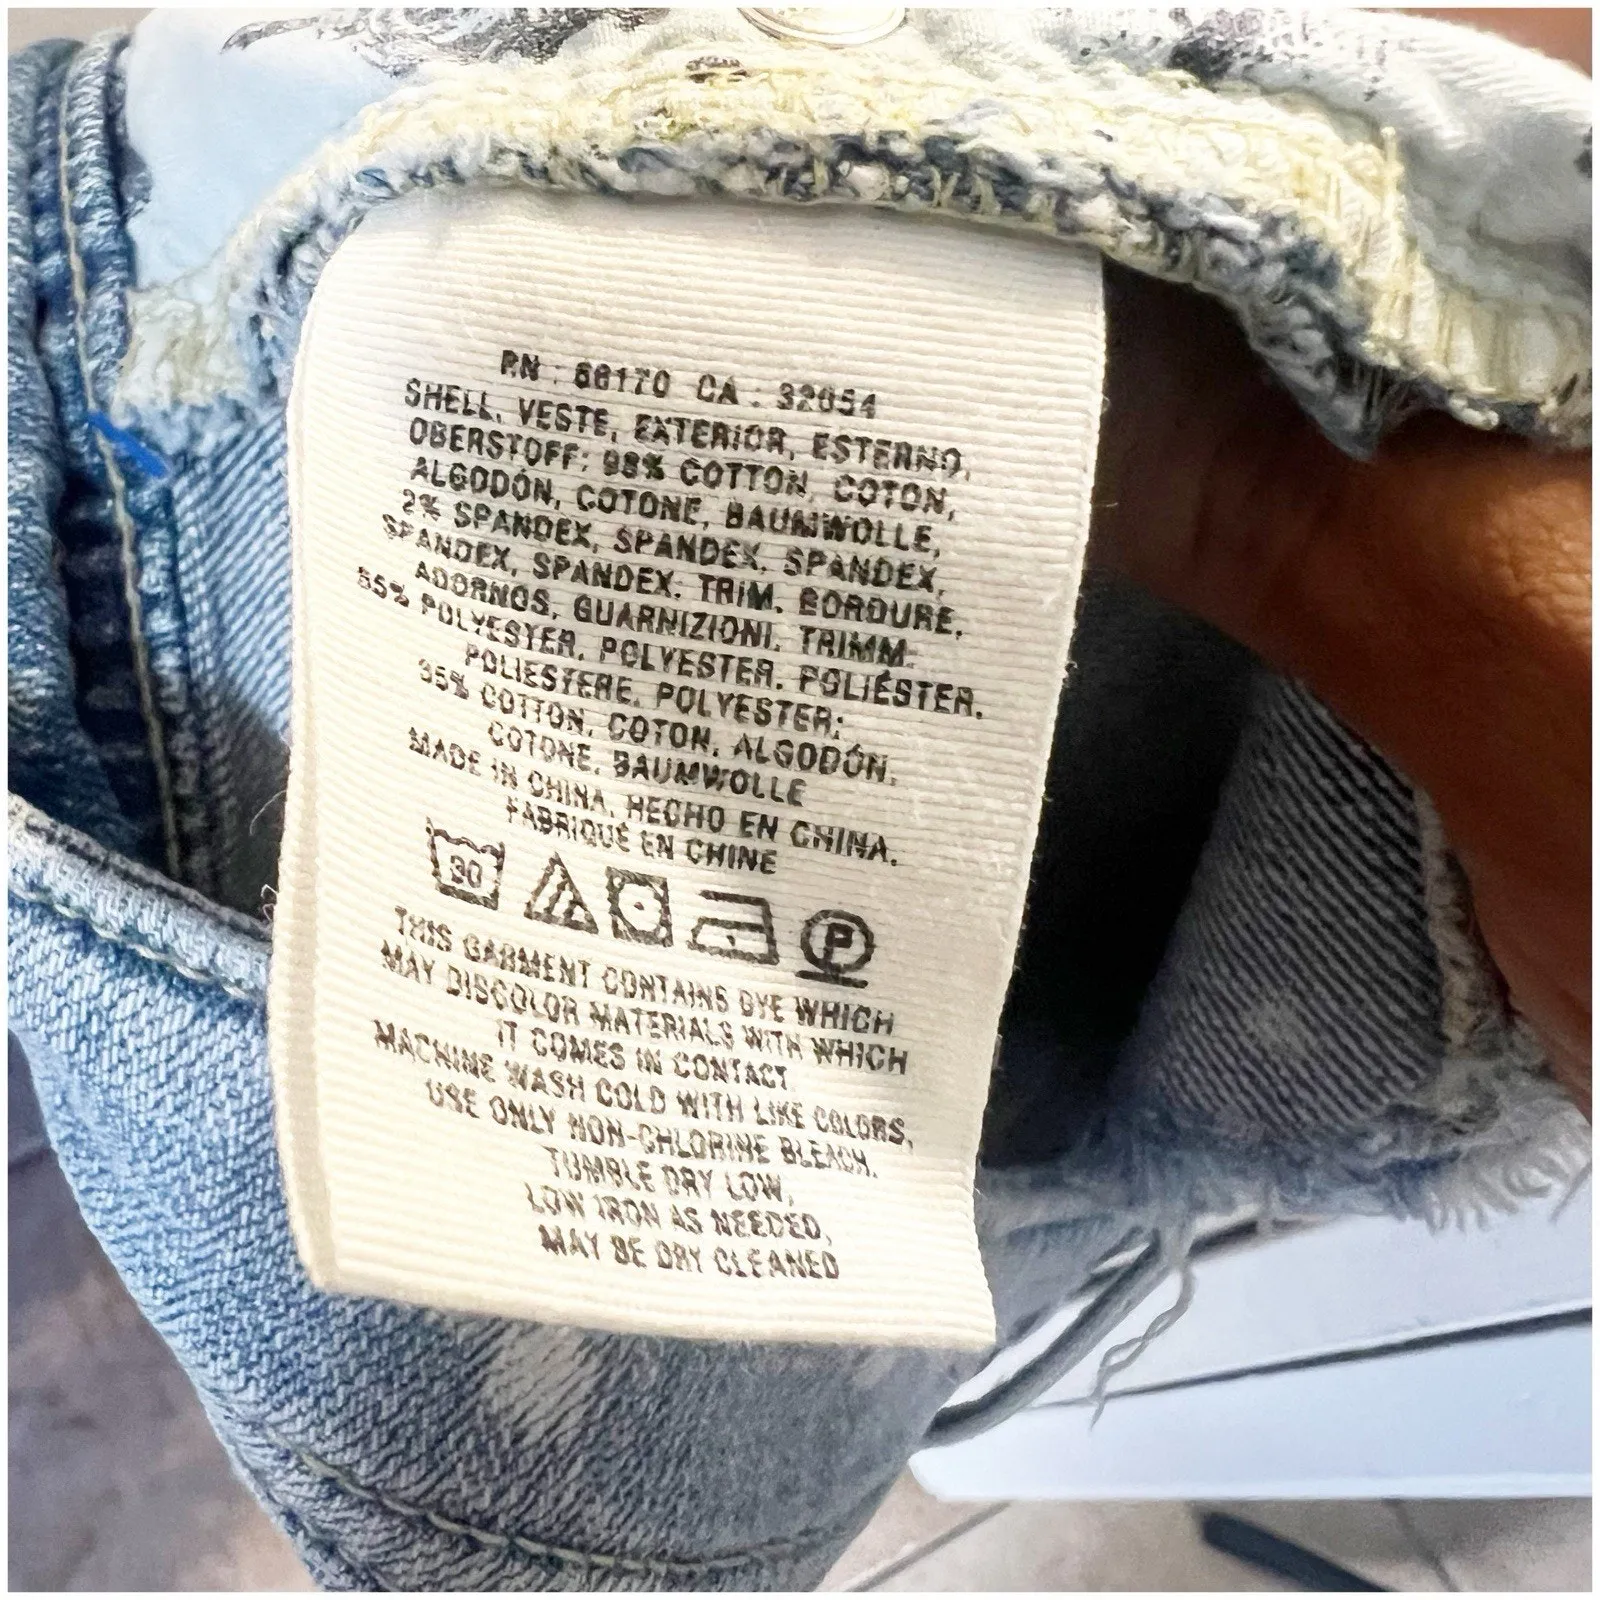 RN : 66170 CA : 32054
SHELL, VESTE, EXTERIOR, ESTERNO,
OBERSTOFF: 98% COTTON, COTON,
ALGODÓN, COTONE, BAUMWOLLE,
2% SPANDEX, SPANDEX, SPANDEX,
SPANDEX, SPANDEX; TRIM, BORDURE,
ADORNOS, GUARNIZIONI, TRIMM:
65% POLYESTER, POLYESTER, POLIÉSTER,
POLIESTERE, POLYESTER;
35% COTTON, COTON, ALGODÓN,
COTONE, BAUMWOLLE
MADE IN CHINA, HECHO EN CHINA,
FABRIQUÉ EN CHINE
30 P
THIS GARMENT CONTAINS DYE WHICH
MAY DISCOLOR MATERIALS WITH WHICH
IT COMES IN CONTACT
MACHINE WASH COLD WITH LIKE COLORS,
USE ONLY NON-CHLORINE BLEACH.
TUMBLE DRY LOW,
LOW IRON AS NEEDED,
MAY BE DRY CLEANED